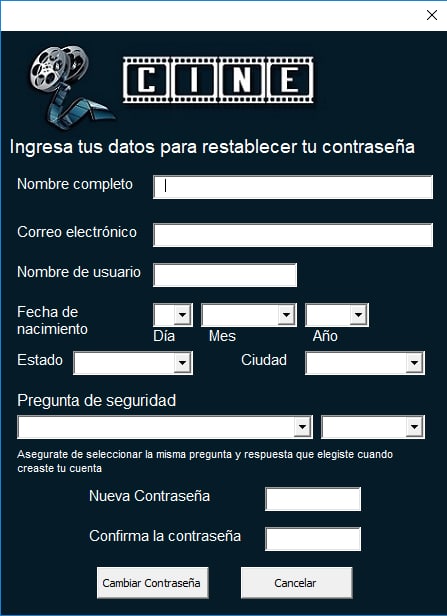 CINE
Ingresa tus datos para restablecer tu contraseña
Nombre completo
Correo electrónico
Nombre de usuario
Fecha de
nacimiento
Día Mes Año
Estado Ciudad
Pregunta de seguridad
Asegurate de seleccionar la misma pregunta y respuesta que elegiste cuando
creaste tu cuenta
Nueva Contraseña
Confirma la contraseña
Cambiar Contraseña Cancelar